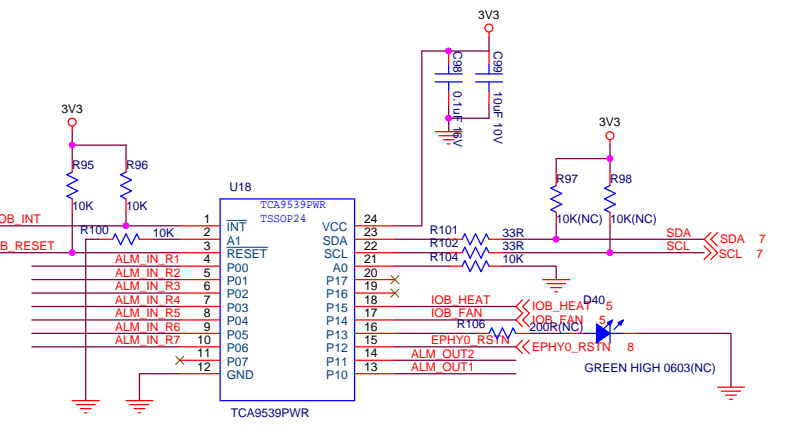 3V3
C98
C99
0.1uF 16V
10uF 10V
3V3
3V3
R95
R96
R97
R98
10K
10K
10K(NC)
10K(NC)
U18
TCA9539PWR
TSSOP24
OB_INT
1
INT
VCC
24
R100
10K
2
A1
SDA
23
R101
33R
SDA
SDA 7
B_RESET
3
RESET
SCL
22
R102
33R
SCL
SCL 7
ALM_IN_R1
4
P00
A0
21
R104
10K
ALM_IN_R2
5
P01
P17
20
ALM_IN_R3
6
P02
P16
19
ALM_IN_R4
7
P03
P15
18
IOB_HEAT
IOB_HEAT 5
D40
ALM_IN_R5
8
P04
P14
17
IOB_FAN
IOB_FAN 5
ALM_IN_R6
9
P05
P13
16
R106
200R(NC)
ALM_IN_R7
10
P06
P12
15
EPHY0_RSTN
EPHY0_RSTN 8
11
P07
P11
14
ALM_OUT2
GREEN HIGH 0603(NC)
12
GND
P10
13
ALM_OUT1
TCA9539PWR